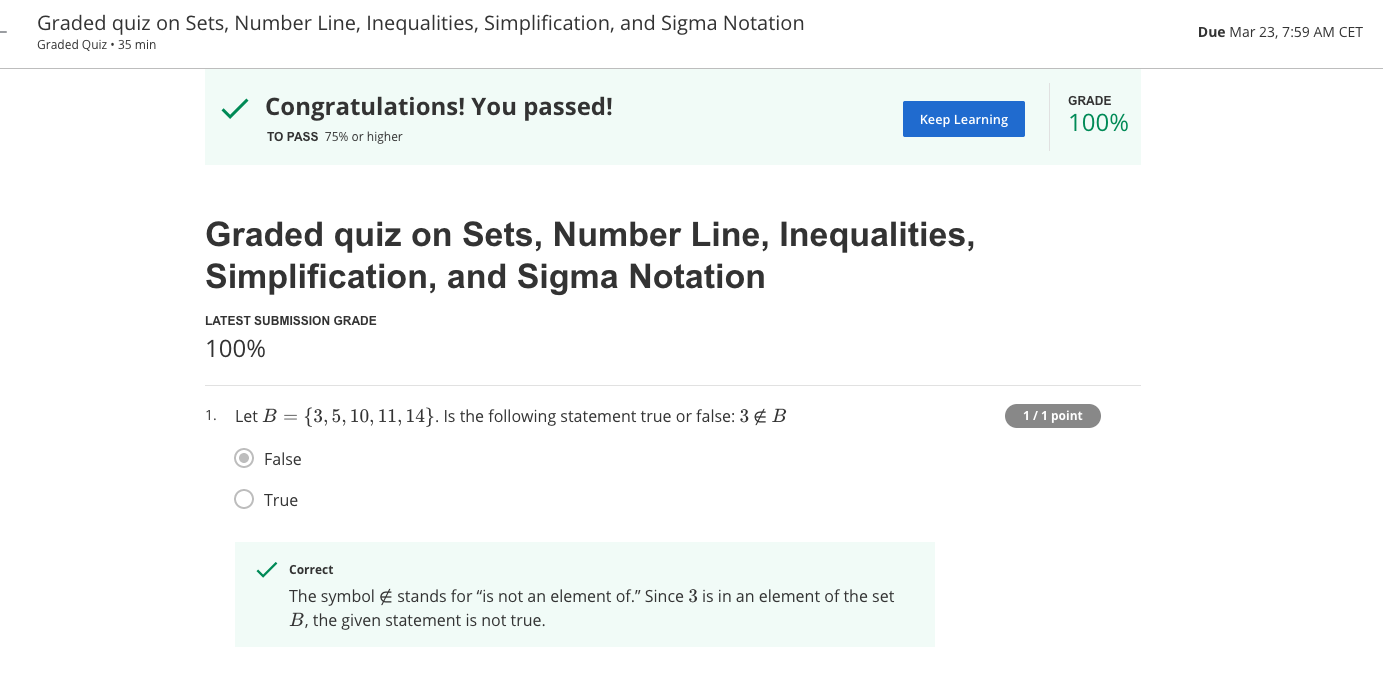 Graded quiz on Sets, Number Line, Inequalities, Simplification, and Sigma Notation
Graded Quiz • 35 min
Due Mar 23, 7:59 AM CET
Congratulations! You passed!
TO PASS 75% or higher
Keep Learning
GRADE
100%
Graded quiz on Sets, Number Line, Inequalities,
Simplification, and Sigma Notation
LATEST SUBMISSION GRADE
100%
1. Let B = {3, 5, 10, 11, 14}. Is the following statement true or false: 3 ∉ B
1 / 1 point
False
True
Correct
The symbol ∉ stands for “is not an element of.” Since 3 is in an element of the set
B, the given statement is not true.